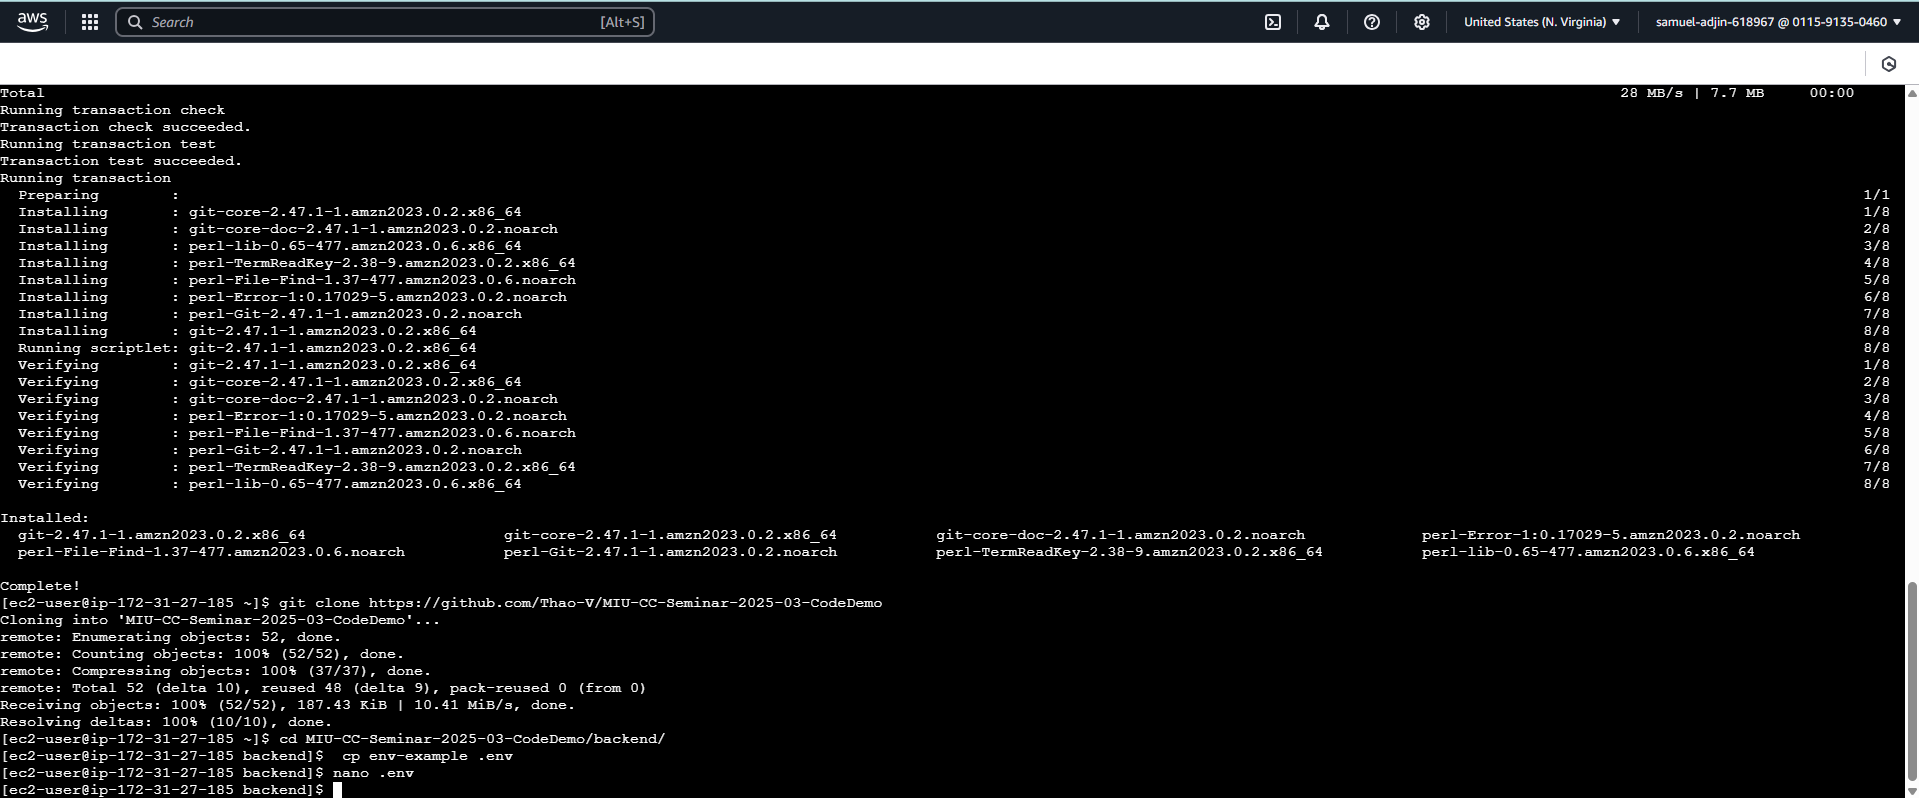 aws
Search [Alt+S]
United States (N. Virginia) ▼
samuel-adjin-618967 @ 0115-9135-0460 ▼
Total 28 MB/s | 7.7 MB 00:00
Running transaction check
Transaction check succeeded.
Running transaction test
Transaction test succeeded.
Running transaction
Preparing : 1/1
Installing : git-core-2.47.1-1.amzn2023.0.2.x86_64 1/8
Installing : git-core-doc-2.47.1-1.amzn2023.0.2.noarch 2/8
Installing : perl-lib-0.65-477.amzn2023.0.6.x86_64 3/8
Installing : perl-TermReadKey-2.38-9.amzn2023.0.2.x86_64 4/8
Installing : perl-File-Find-1.37-477.amzn2023.0.6.noarch 5/8
Installing : perl-Error-1:0.17029-5.amzn2023.0.2.noarch 6/8
Installing : perl-Git-2.47.1-1.amzn2023.0.2.noarch 7/8
Installing : git-2.47.1-1.amzn2023.0.2.x86_64 8/8
Running scriptlet: git-2.47.1-1.amzn2023.0.2.x86_64 8/8
Verifying : git-2.47.1-1.amzn2023.0.2.x86_64 1/8
Verifying : git-core-2.47.1-1.amzn2023.0.2.x86_64 2/8
Verifying : git-core-doc-2.47.1-1.amzn2023.0.2.noarch 3/8
Verifying : perl-Error-1:0.17029-5.amzn2023.0.2.noarch 4/8
Verifying : perl-File-Find-1.37-477.amzn2023.0.6.noarch 5/8
Verifying : perl-Git-2.47.1-1.amzn2023.0.2.noarch 6/8
Verifying : perl-TermReadKey-2.38-9.amzn2023.0.2.x86_64 7/8
Verifying : perl-lib-0.65-477.amzn2023.0.6.x86_64 8/8
Installed:
git-2.47.1-1.amzn2023.0.2.x86_64 git-core-2.47.1-1.amzn2023.0.2.x86_64 git-core-doc-2.47.1-1.amzn2023.0.2.noarch perl-Error-1:0.17029-5.amzn2023.0.2.noarch
perl-File-Find-1.37-477.amzn2023.0.6.noarch perl-Git-2.47.1-1.amzn2023.0.2.noarch perl-TermReadKey-2.38-9.amzn2023.0.2.x86_64 perl-lib-0.65-477.amzn2023.0.6.x86_64
Complete!
[ec2-user@ip-172-31-27-185 ~]$ git clone https://github.com/Thao-V/MIU-CC-Seminar-2025-03-CodeDemo
Cloning into 'MIU-CC-Seminar-2025-03-CodeDemo'...
remote: Enumerating objects: 52, done.
remote: Counting objects: 100% (52/52), done.
remote: Compressing objects: 100% (37/37), done.
remote: Total 52 (delta 10), reused 48 (delta 9), pack-reused 0 (from 0)
Receiving objects: 100% (52/52), 187.43 KiB | 10.41 MiB/s, done.
Resolving deltas: 100% (10/10), done.
[ec2-user@ip-172-31-27-185 ~]$ cd MIU-CC-Seminar-2025-03-CodeDemo/backend/
[ec2-user@ip-172-31-27-185 backend]$ cp env-example .env
[ec2-user@ip-172-31-27-185 backend]$ nano .env
[ec2-user@ip-172-31-27-185 backend]$